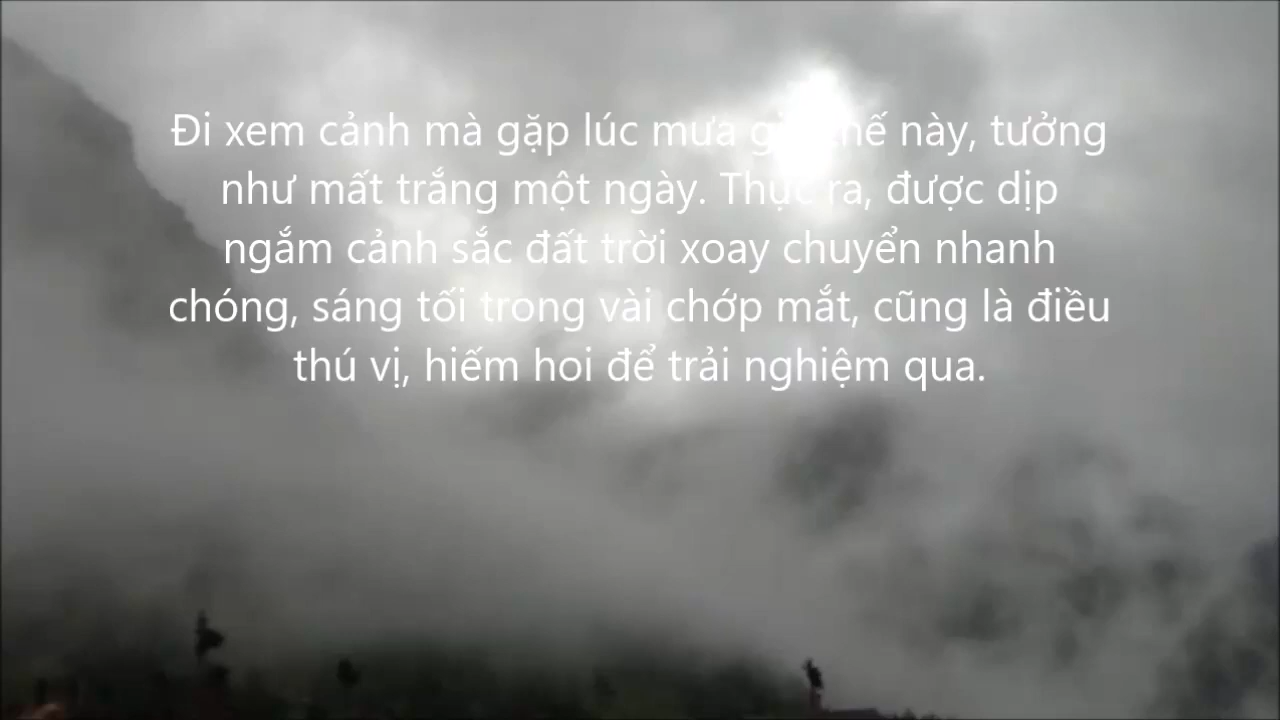 Đi xem cảnh mà gặp lúc mưa thế này, tưởng
như mất trắng một ngày. Thực ra, được dịp
ngắm cảnh sắc đất trời xoay chuyển nhanh
chóng, sáng tối trong vài chớp mắt, cũng là điều
thú vị, hiếm hoi để trải nghiệm qua.